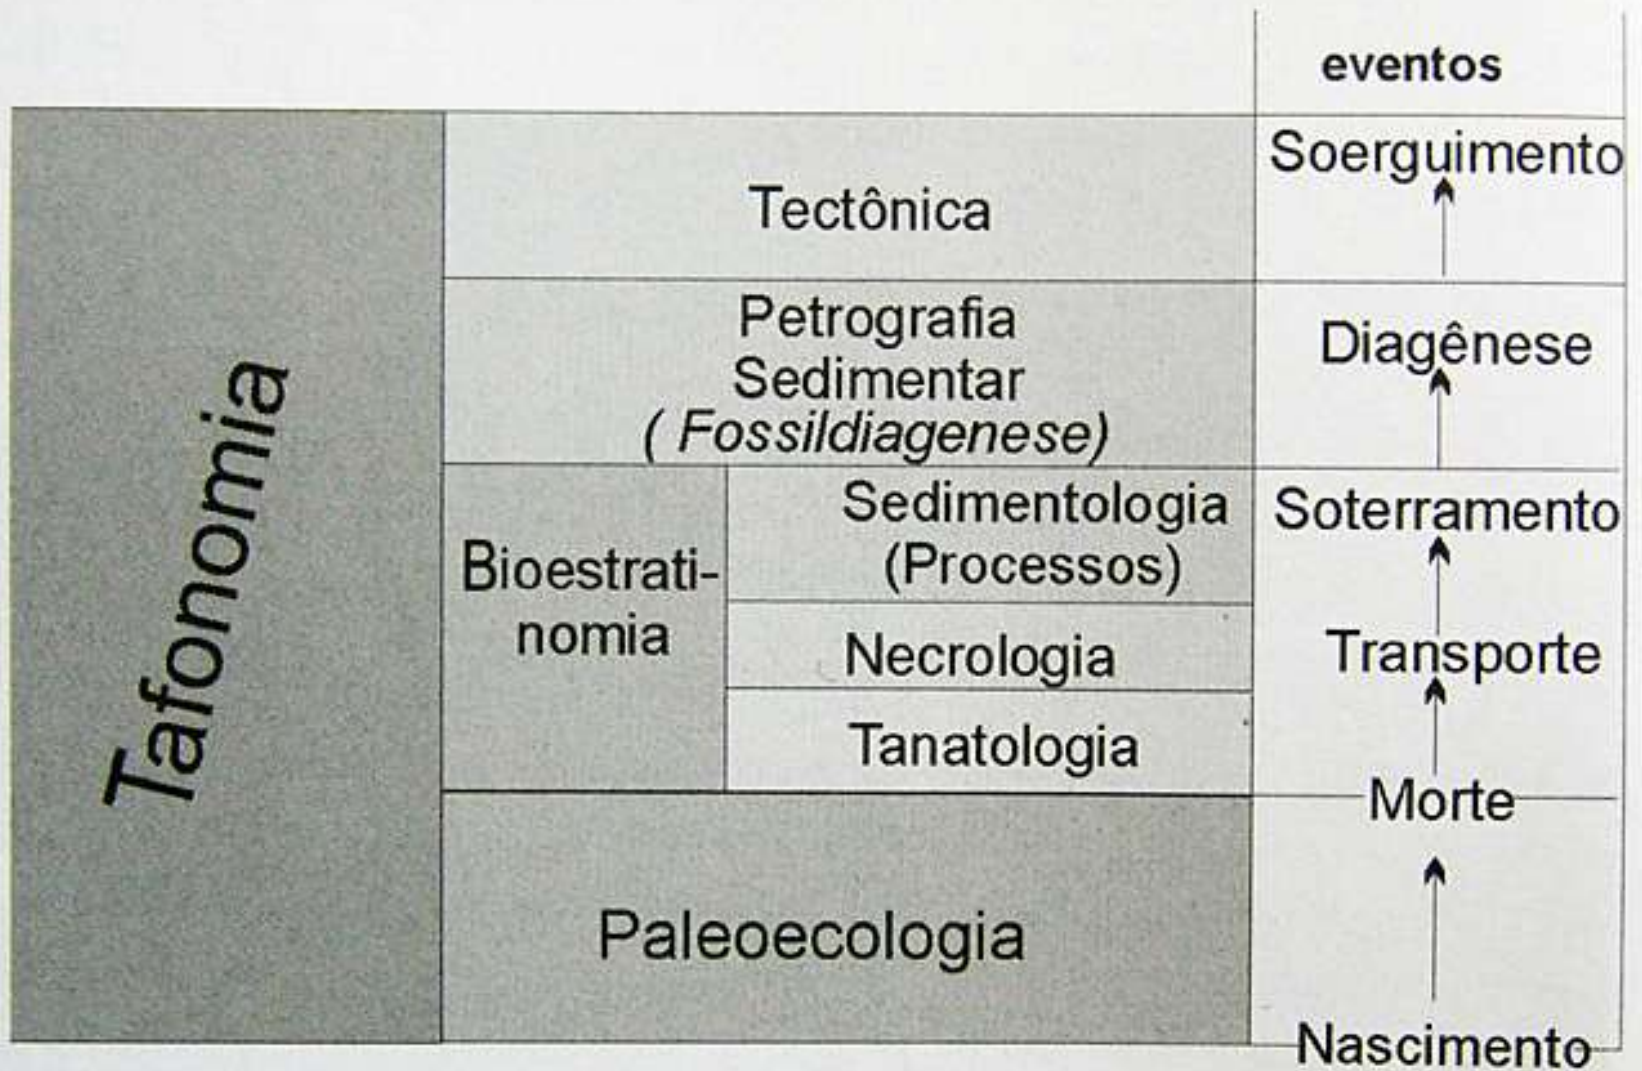 eventos
Tafonomia
Tectônica
Soerguimento
Petrografia
Sedimentar
( Fossildiagenese)
Diagênese
Bioestrati-
nomia
Sedimentologia
(Processos)
Soterramento
Necrologia
Transporte
Tanatologia
Morte
Paleoecologia
Nascimento